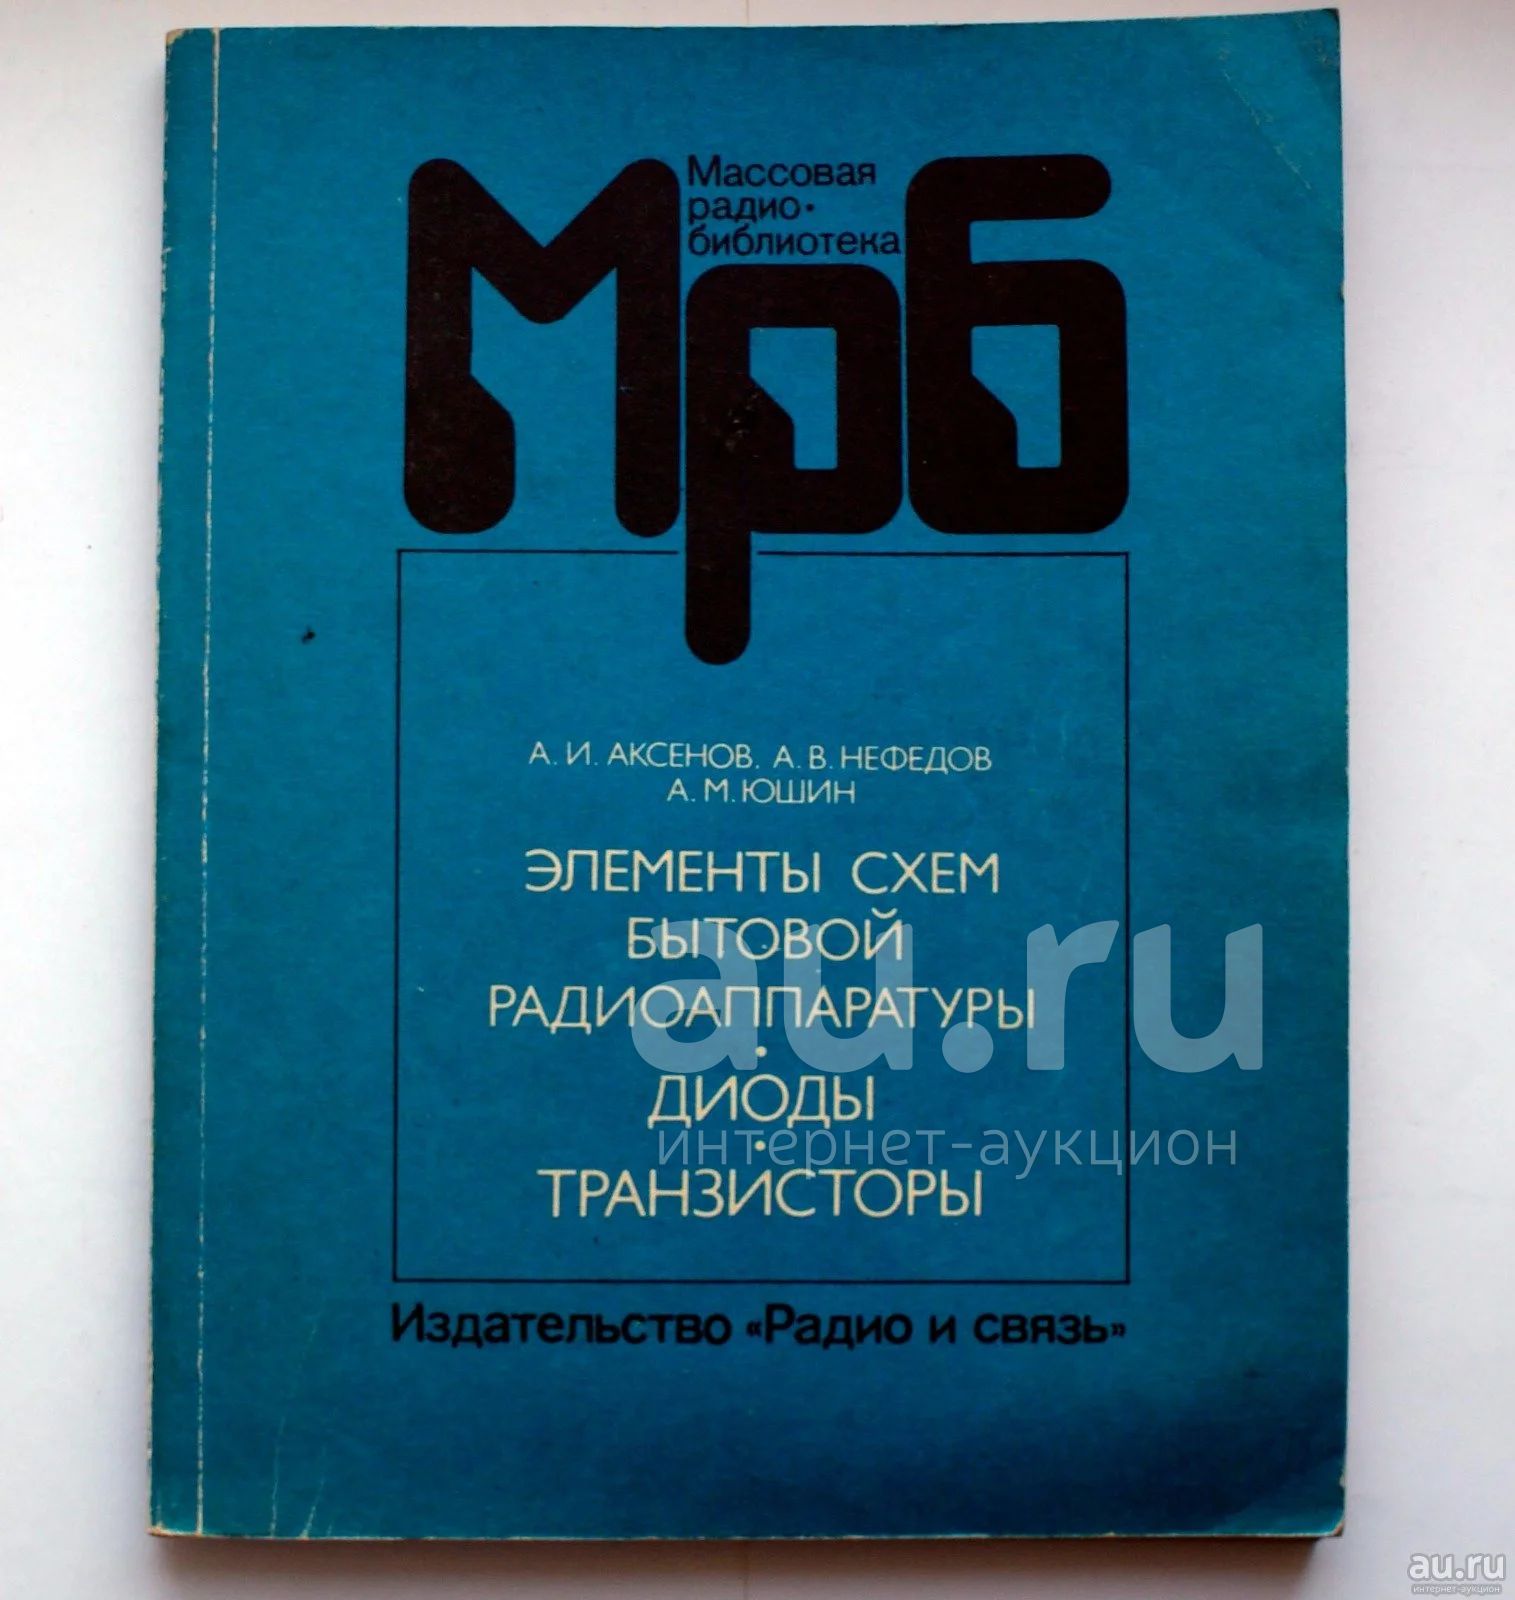 Массовая
радио-
библиотека
Мрб
А. И. АКСЕНОВ, А. В. НЕФЕДОВ
А. М. ЮШИН
ЭЛЕМЕНТЫ СХЕМ
БЫТОВОЙ
РАДИОАППАРАТУРЫ
•
ДИОДЫ
•
ТРАНЗИСТОРЫ
Издательство «Радио и связь»
au.ru
интернет-аукцион
au.ru
интернет-аукцион